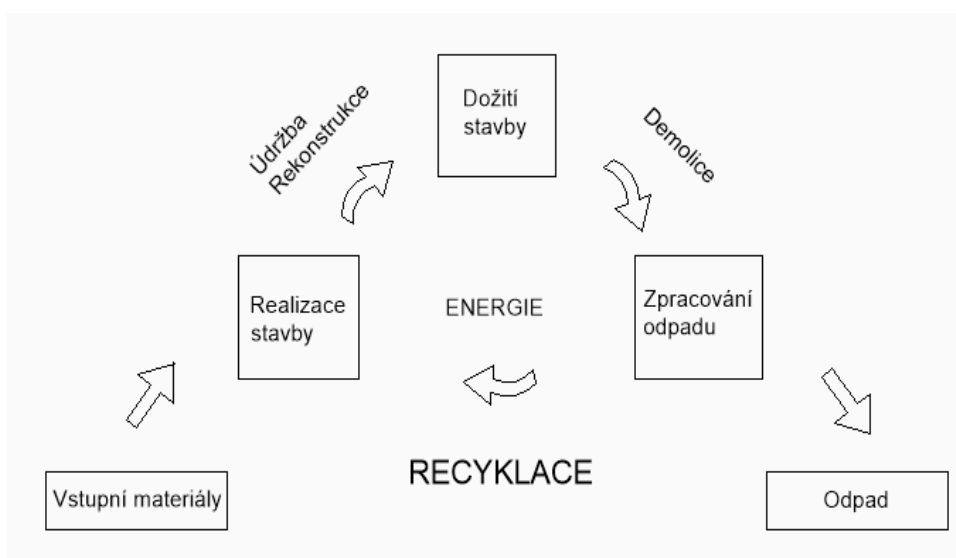 Dožití
stavby
Údržba
Rekonstrukce
Demolice
Realizace
stavby
ENERGIE
Zpracování
odpadu
RECYKLACE
Vstupní materiály
Odpad